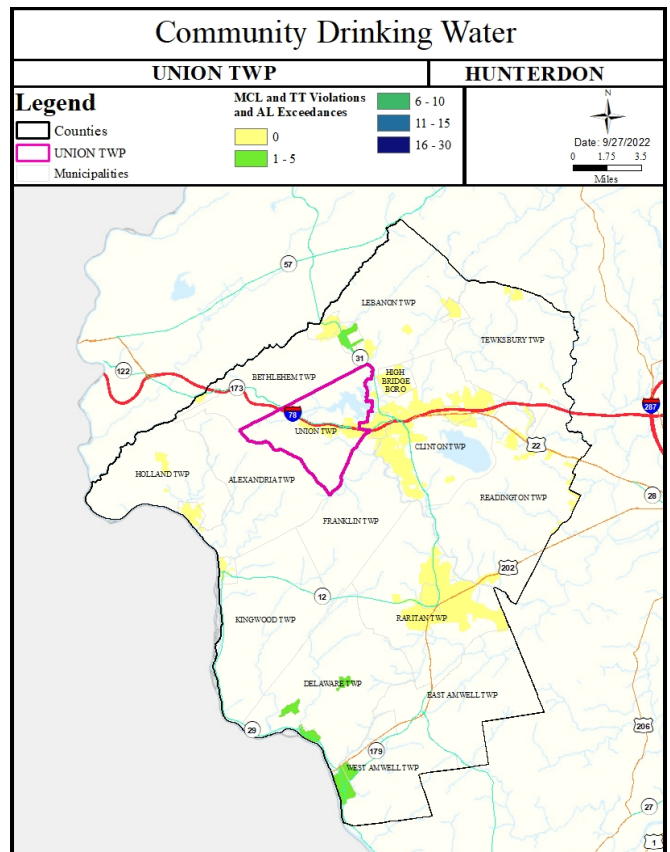 Community Drinking Water
UNION TWP
HUNTERDON
Legend
Counties
UNION TWP
Municipalities
MCL and TT Violations
and AL Exceedances
0
1 - 5
6 - 10
11 - 15
16 - 30
N
Date: 9/27/2022
0 1.75 3.5
Miles
57
LEBANON TWP
TEWKSBURY TWP
31
122
BETHLEHEM TWP
HIGH
BRIDGE
BORO
173
78
287
UNION TWP
CLINTON TWP
22
HOLLAND TWP
ALEXANDRIA TWP
READINGTON TWP
28
FRANKLIN TWP
202
12
KINGWOOD TWP
RARITAN TWP
DELAWARE TWP
EAST AMWELL TWP
29
206
179
WEST AMWELL TWP
27
1